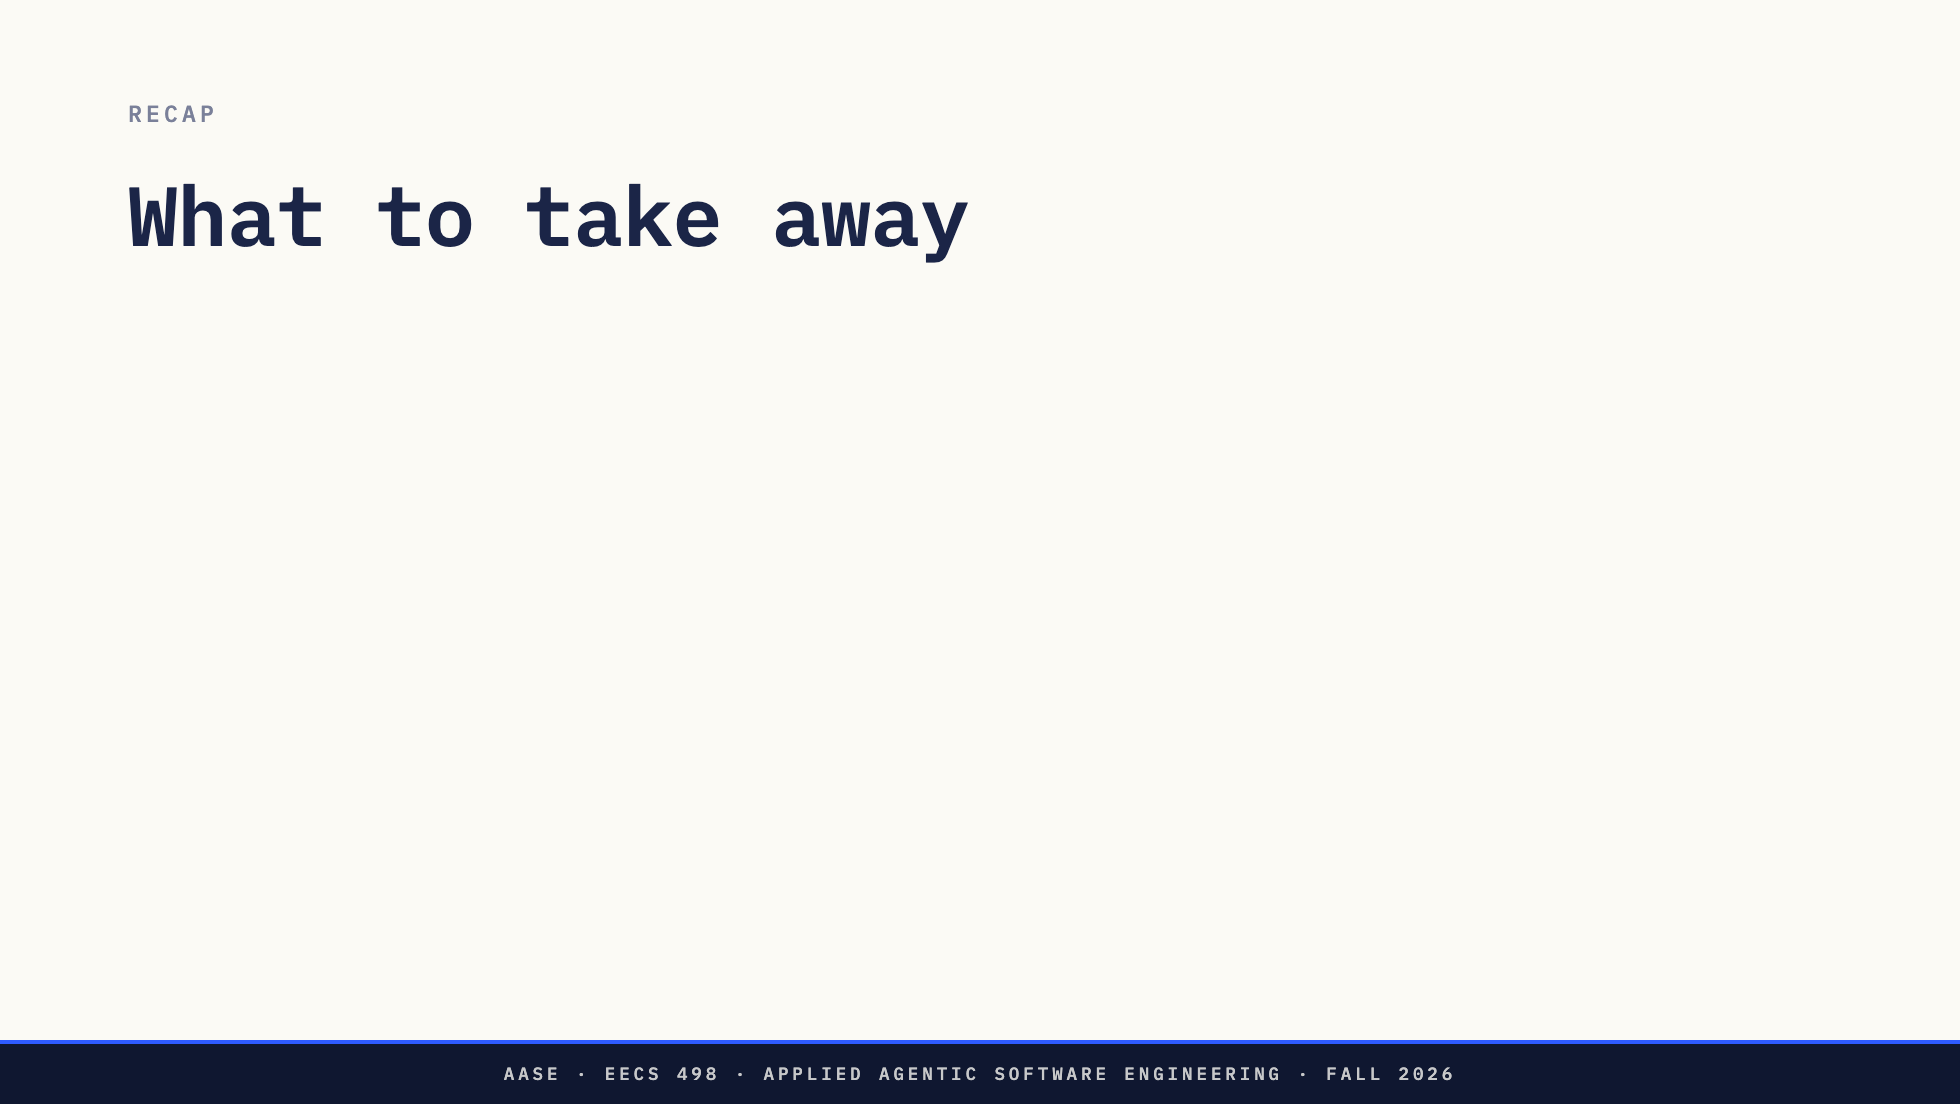 RECAP
What to take away
AASE · EECS 498 · APPLIED AGENTIC SOFTWARE ENGINEERING · FALL 2026